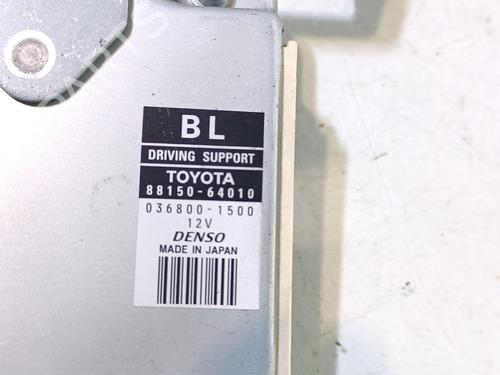 BL
DRIVING SUPPORT
TOYOTA
88150-64010
036800-1500
12V
DENSO
MADE IN JAPAN